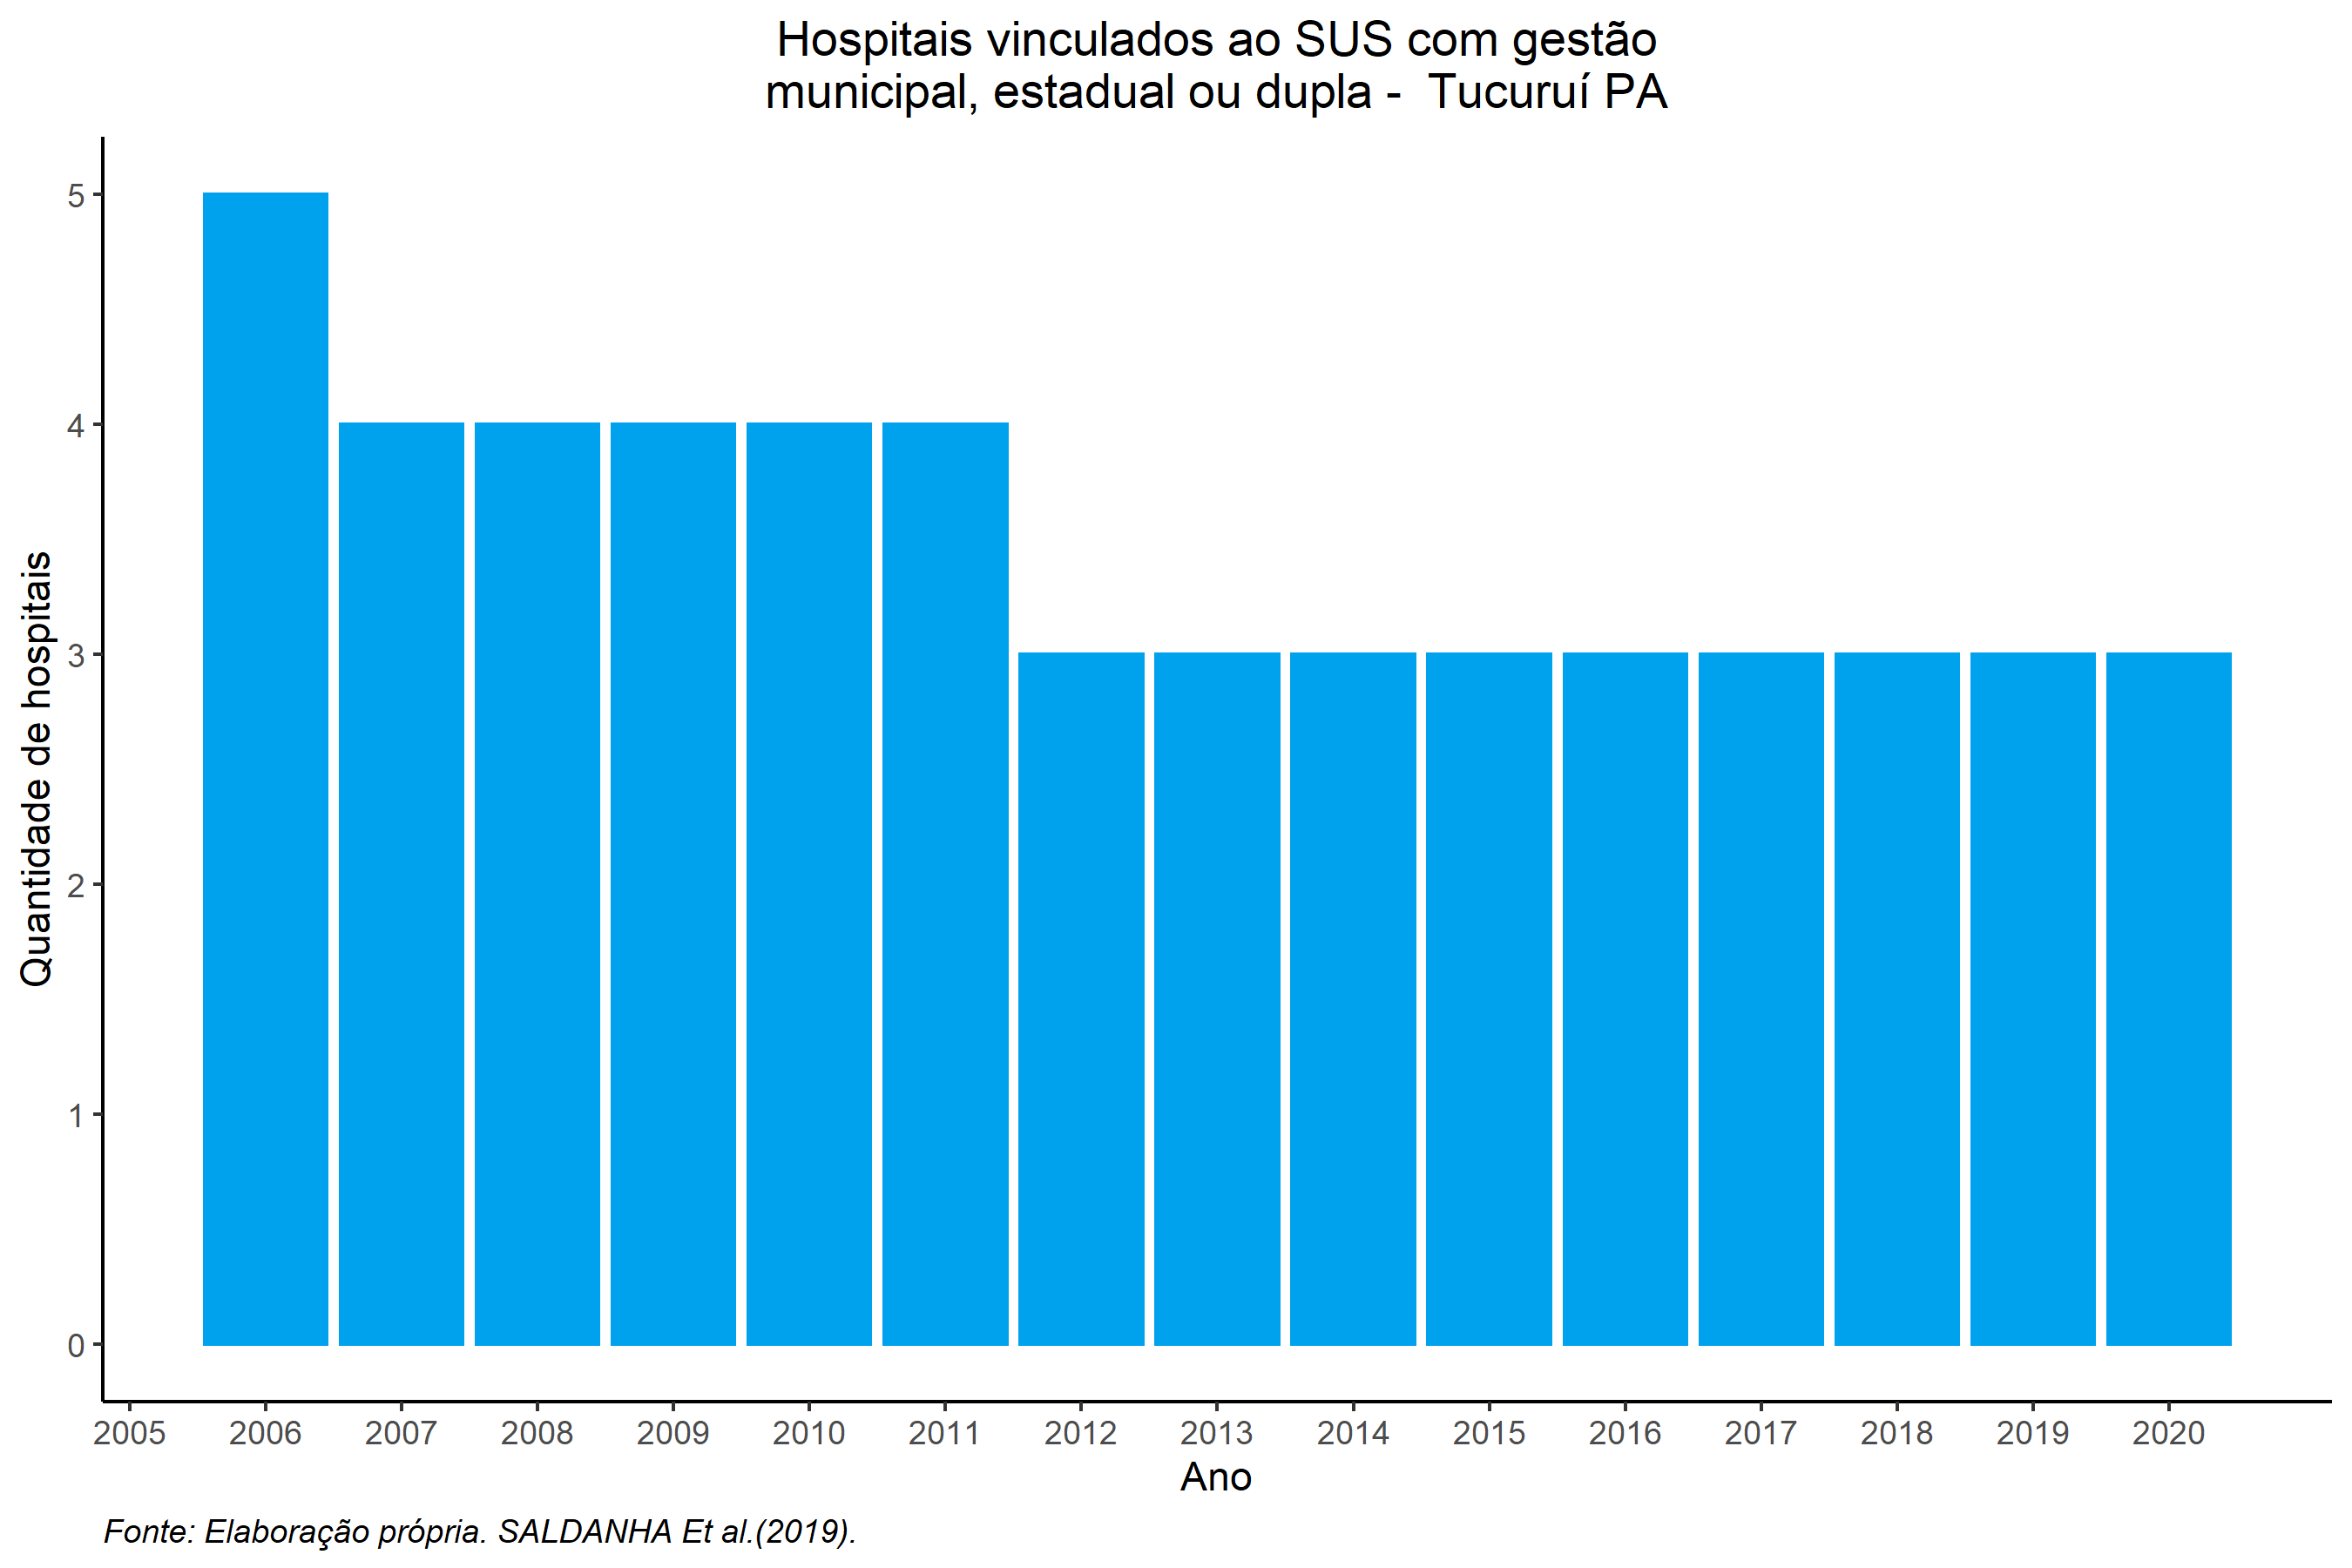 Hospitais vinculados ao SUS com gestão
municipal, estadual ou dupla -  Tucuruí PA
Quantidade de hospitais
5
4
3
2
1
0
2005 2006 2007 2008 2009 2010 2011 2012 2013 2014 2015 2016 2017 2018 2019 2020
Ano
Fonte: Elaboração própria. SALDANHA Et al.(2019).